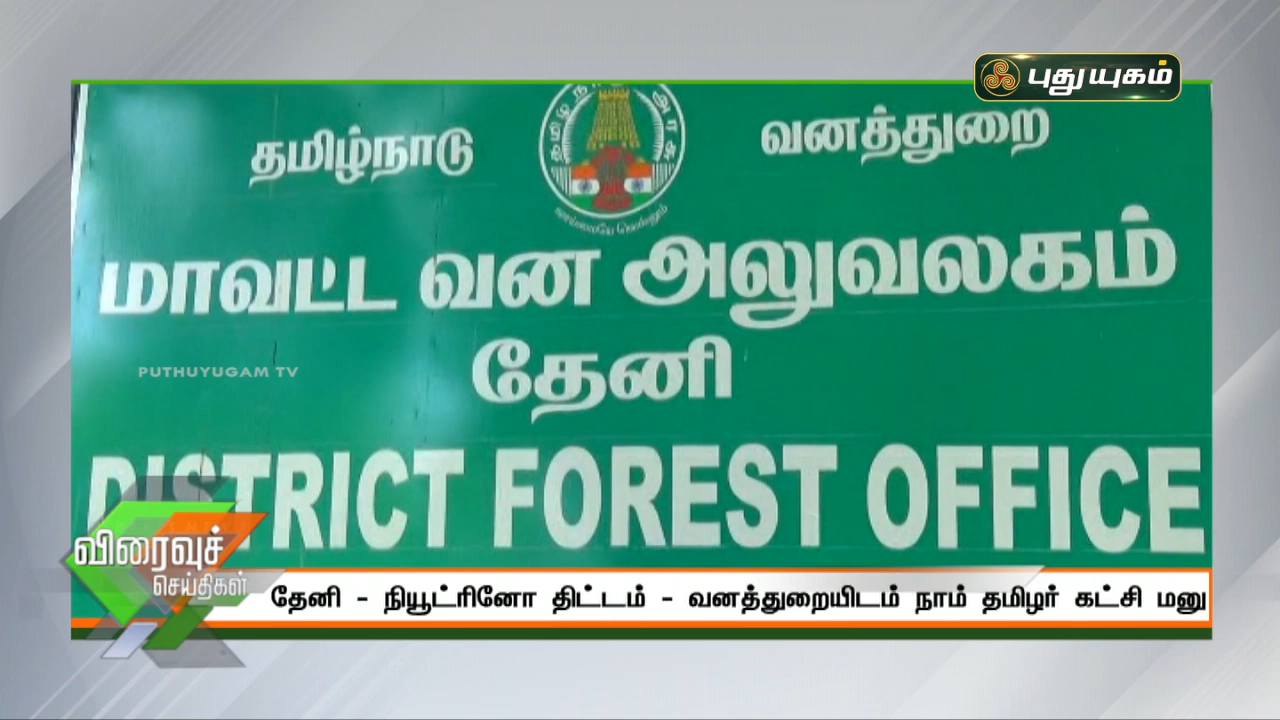 புதுயுகம்
தமிழ்நாடு வனத்துறை
மாவட்ட வன அலுவலகம்
தேனி
PUTHUYUGAM TV
DISTRICT FOREST OFFICE
விரைவுச்
செய்திகள்
தேனி - நியூட்ரினோ திட்டம் - வனத்துறையிடம் நாம் தமிழர் கட்சி மனு